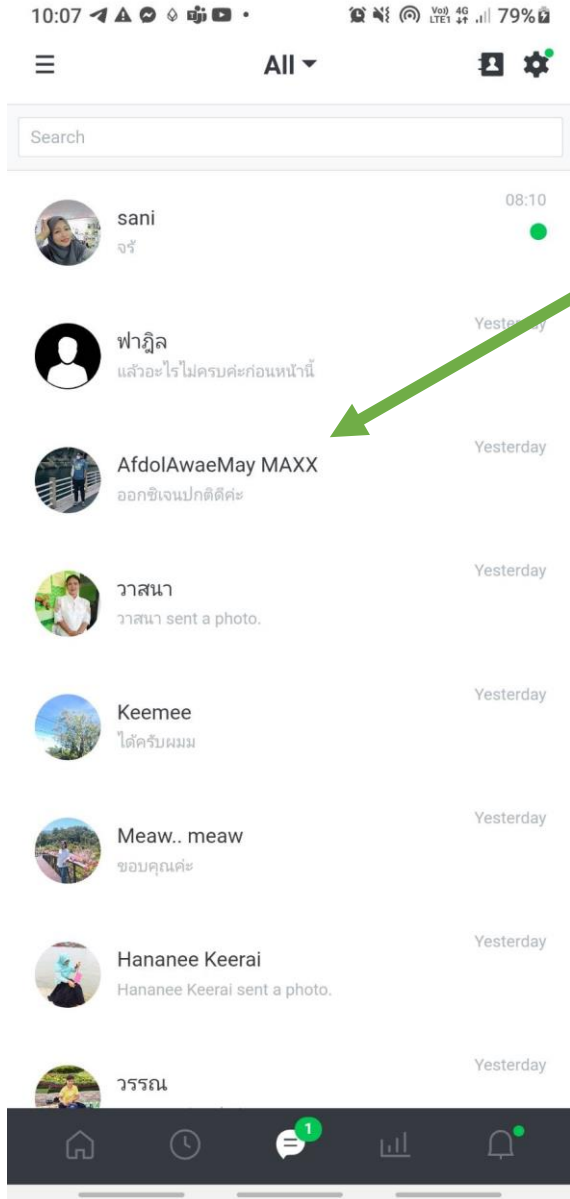 10:07
Voo) 4G
LTE1
79%
All
Search
sani
08:10
จร้
ฟาฎิล
Yesterday
แล้วอะไรไม่ครบค่ะก่อนหน้านี้
AfdolAwaeMay MAXX
Yesterday
ออกซิเจนปกติดีค่ะ
วาสนา
Yesterday
วาสนา sent a photo.
Keemee
Yesterday
ได้ครับผมม
Meaw.. meaw
Yesterday
ขอบคุณค่ะ
Hananee Keerai
Yesterday
Hananee Keerai sent a photo.
วรรณ
Yesterday
1